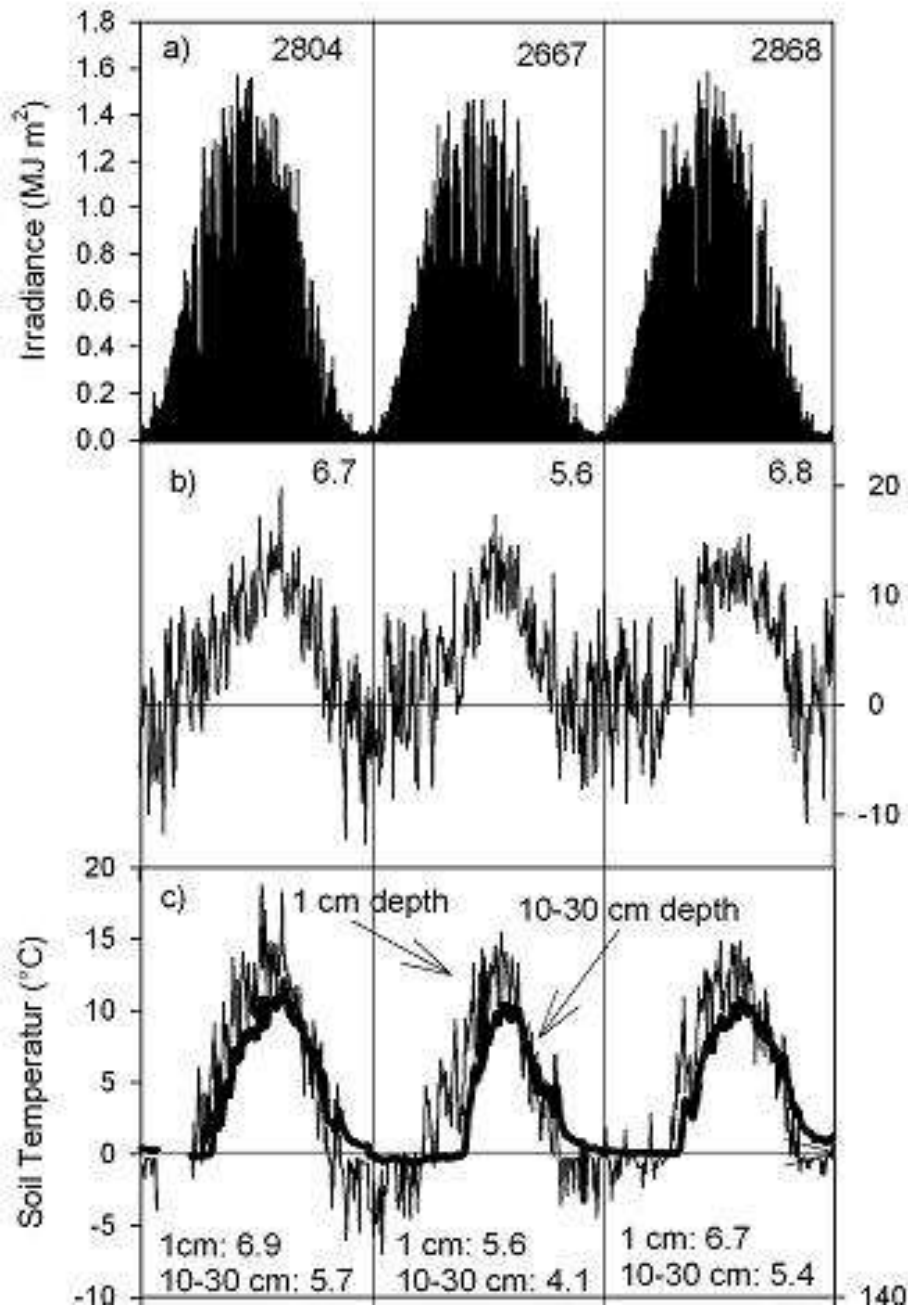 1.8
a) 2804 2667 2868
1.6
1.4
1.2
1.0
0.8
0.6
0.4
0.2
0.0
Irradiance (MJ m²)
b) 6.7 5.6 6.8
20
10
0
-10
20
c)
1 cm depth
10-30 cm depth
15
10
5
0
-5
-10
Soil Temperatur (°C)
1cm: 6.9 1 cm: 5.6 1 cm: 6.7
10-30 cm: 5.7 10-30 cm: 4.1 10-30 cm: 5.4
140